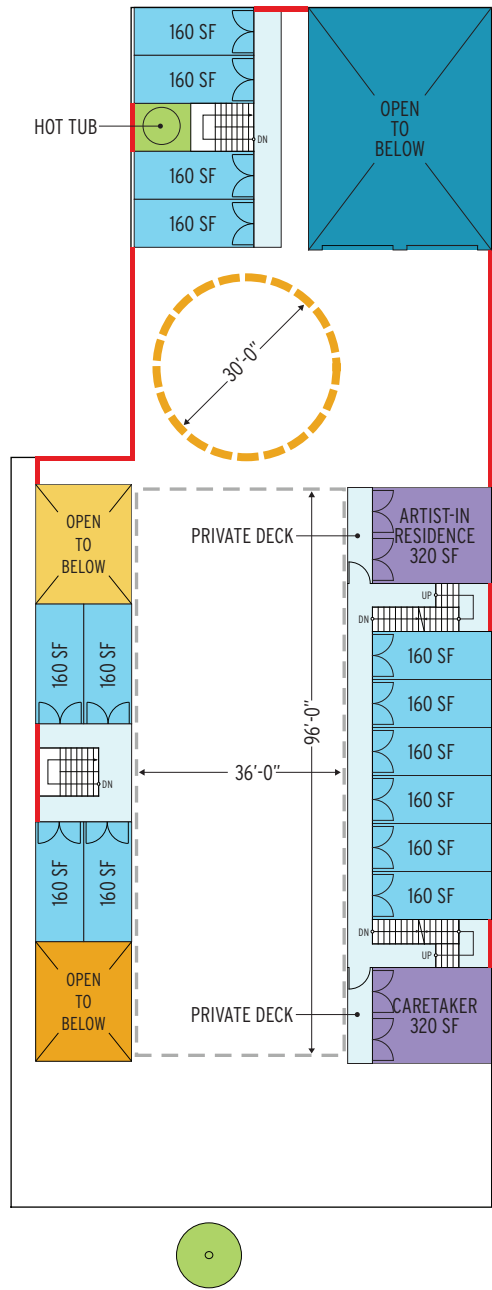 160 SF
160 SF
HOT TUB
DN
160 SF
160 SF
OPEN
TO
BELOW
30'-0"
OPEN
TO
BELOW
PRIVATE DECK
ARTIST-IN
RESIDENCE
320 SF
UP
DN
160 SF
160 SF
160 SF
160 SF
160 SF
160 SF
160 SF
160 SF
DN
96'-0"
36'-0"
160 SF
160 SF
DN
UP
OPEN
TO
BELOW
PRIVATE DECK
CARETAKER
320 SF